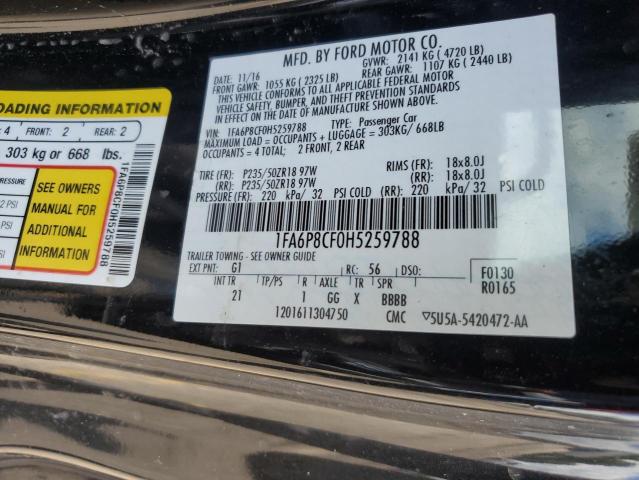 MFD. BY FORD MOTOR CO.
DATE: 11/16 GVWR: 2141 KG ( 4720 LB)
FRONT GAWR: 1055 KG ( 2325 LB) REAR GAWR: 1107 KG ( 2440 LB)
THIS VEHICLE CONFORMS TO ALL APPLICABLE FEDERAL MOTOR
VEHICLE SAFETY, BUMPER, AND THEFT PREVENTION STANDARDS IN
EFFECT ON THE DATE OF MANUFACTURE SHOWN ABOVE.
VIN: 1FA6P8CF0H5259788 TYPE: Passenger Car
MAXIMUM LOAD = OCCUPANTS + LUGGAGE = 303KG/ 668LB
OCCUPANTS = 4 TOTAL; 2 FRONT, 2 REAR
TIRE (FR): P235/50ZR18 97W RIMS (FR): 18x8.0J
(RR): P235/50ZR18 97W (RR): 18x8.0J
PRESSURE (FR): 220 kPa/ 32 PSI COLD (RR): 220 kPa/ 32 PSI COLD
1FA6P8CF0H5259788
TRAILER TOWING - SEE OWNER GUIDE
EXT PNT: G1 RC: 56 DSO:
F0130
R0165
INT TR TP/PS R AXLE TR SPR
21 1 GG X BBBB
1201611304750 CMC 5U5A-5420472-AA
OADING INFORMATION
4 FRONT: 2 REAR: 2
303 kg or 668 lbs.
PRESSURE
PSI
PSI
SEE OWNERS
MANUAL FOR
ADDITIONAL
INFORMATION
1FA6P8CF0H5259788